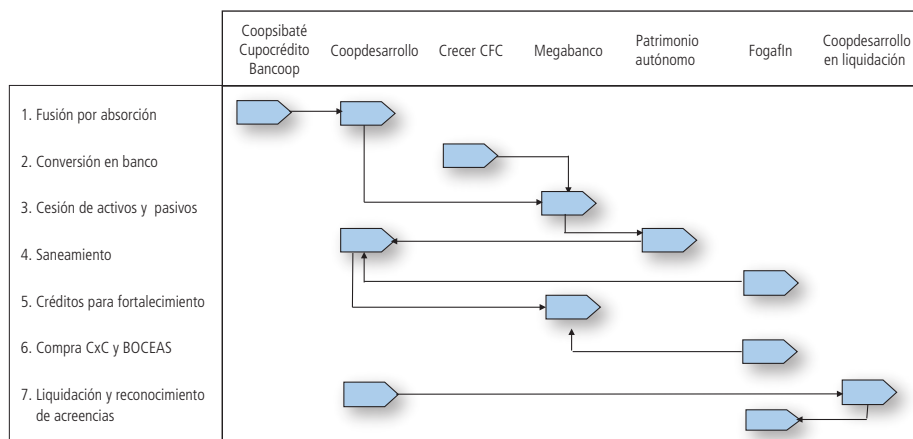 Coopsibaté
Cupocrédito
Bancoop
Coopdesarrollo
Crecer CFC
Megabanco
Patrimonio
autónomo
FogafIn
Coopdesarrollo
en liquidación
1. Fusión por absorción
2. Conversión en banco
3. Cesión de activos y pasivos
4. Saneamiento
5. Créditos para fortalecimiento
6. Compra CxC y BOCEAS
7. Liquidación y reconocimiento
de acreencias